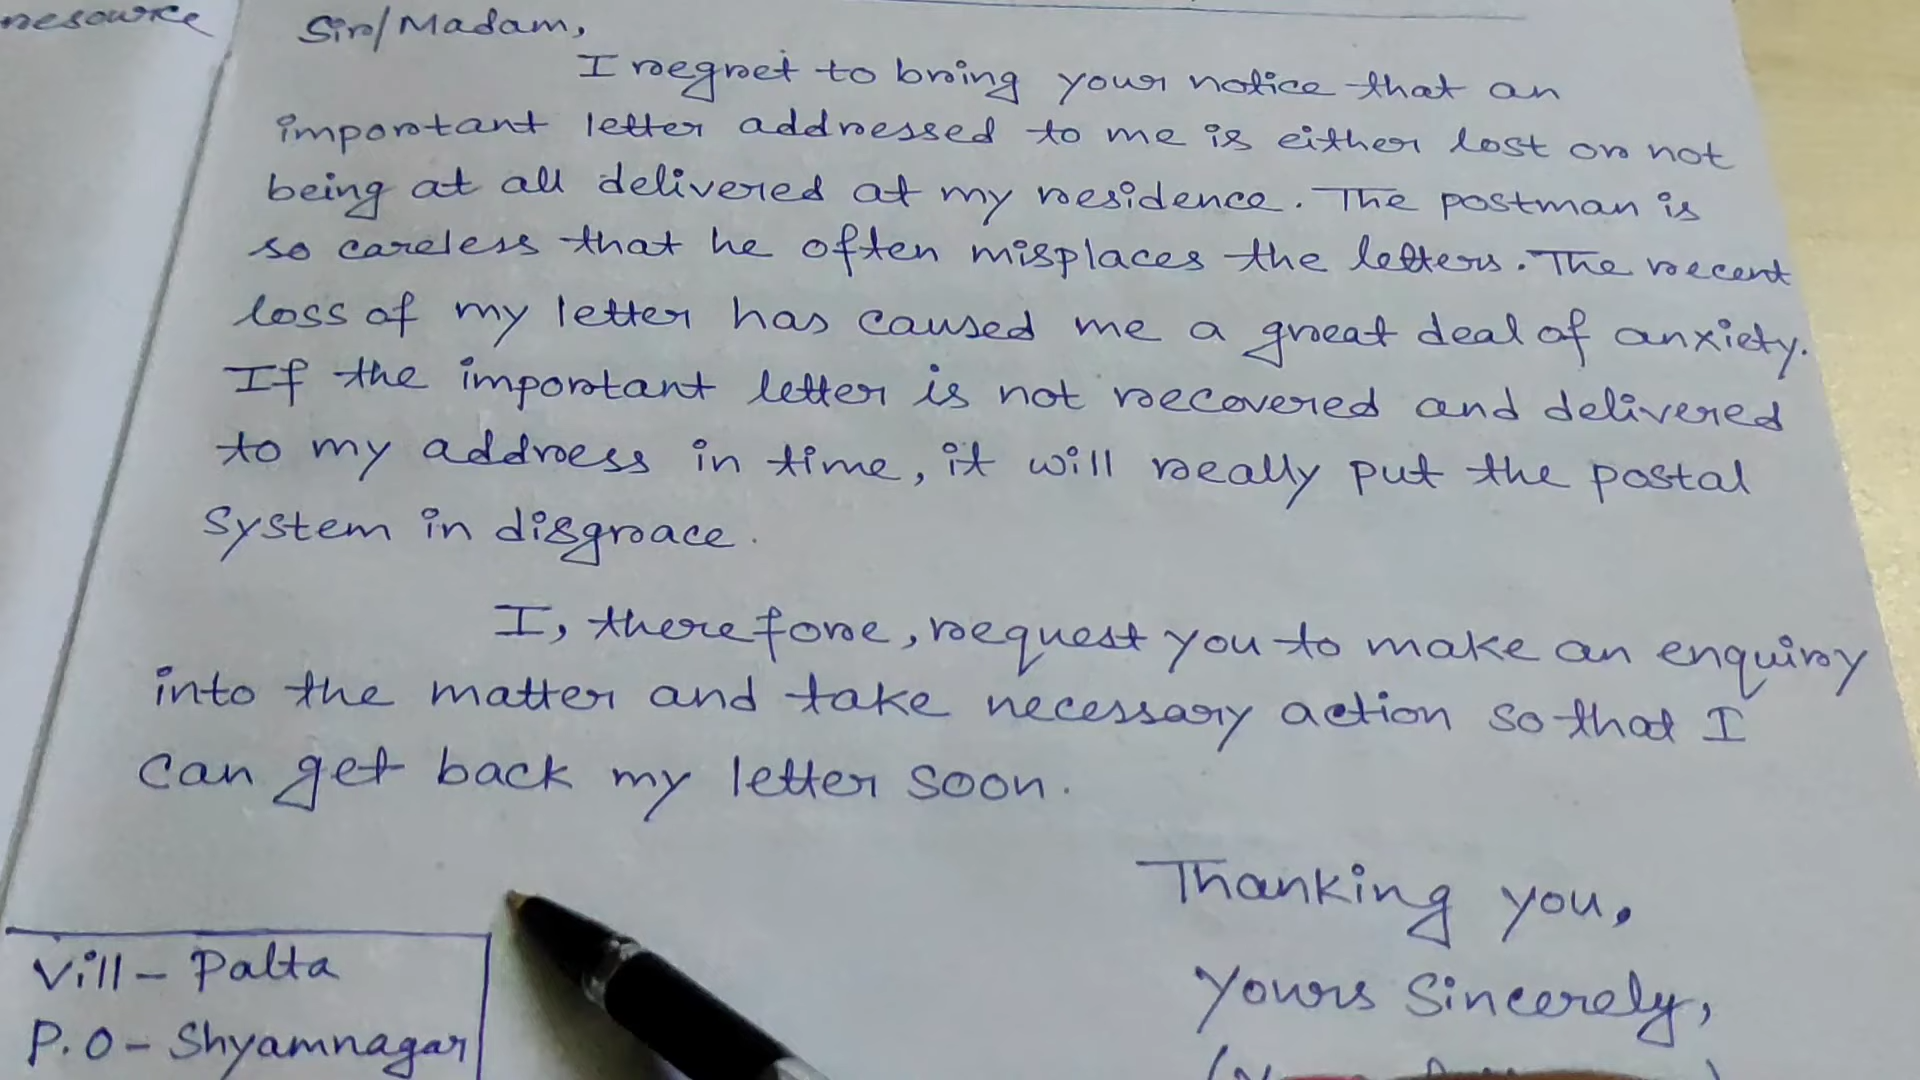 resource
Sir/Madam,
I regret to bring your notice that an
important letter addressed to me is either lost or not
being at all delivered at my residence. The postman is
so careless that he often misplaces the letters. The recent
loss of my letter has caused me a great deal of anxiety.
If the important letter is not recovered and delivered
to my address in time, it will really put the postal
system in disgrace.
I, therefore, request you to make an enquiry
into the matter and take necessary action so that I
can get back my letter soon.
Thanking you,
Yours Sincerely,
Vill - Palta
P.O - Shyamnagar